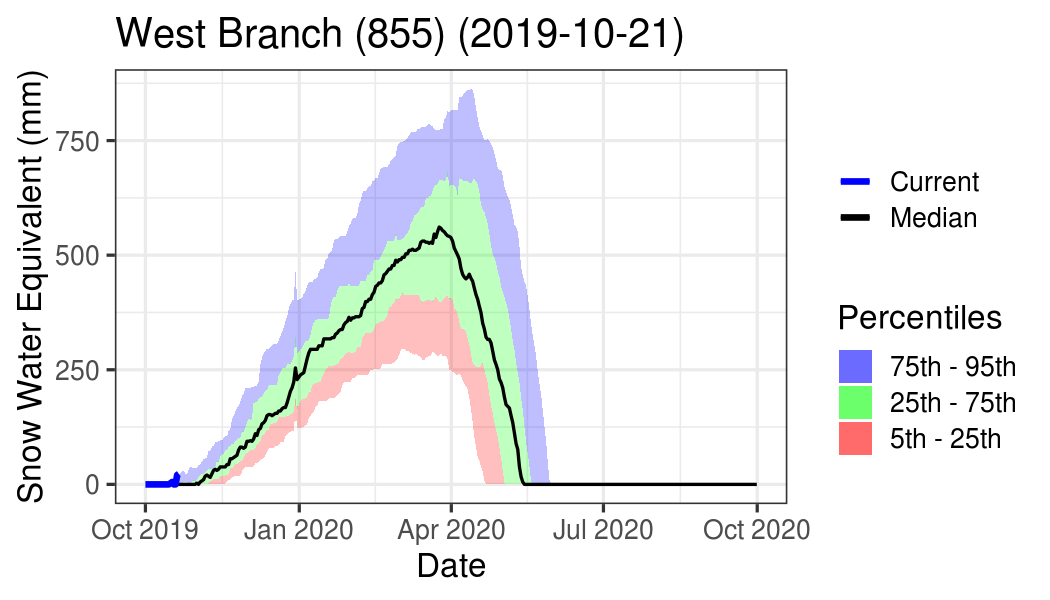 West Branch (855) (2019-10-21)
Snow Water Equivalent (mm)
750
500
250
0
Oct 2019
Jan 2020
Apr 2020
Jul 2020
Oct 2020
Date
Current
Median
Percentiles
75th - 95th
25th - 75th
5th - 25th